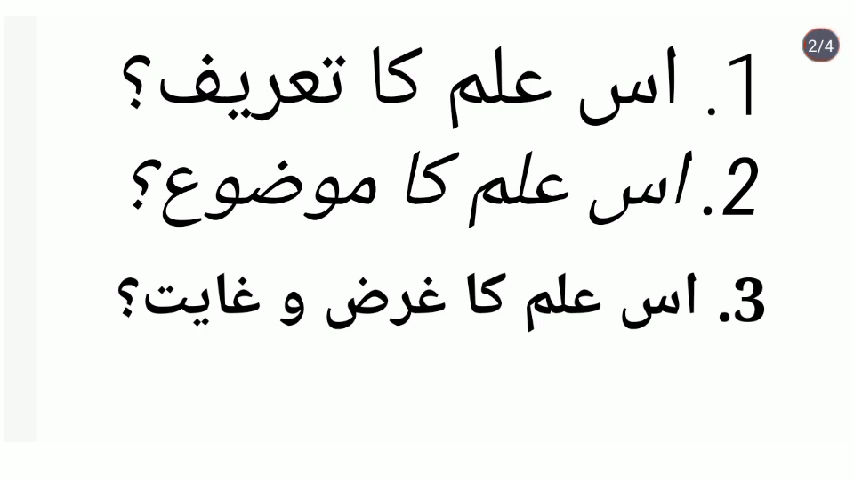 2/4
1. اس علم کا تعریف؟
2. اس علم کا موضوع؟
3. اس علم کا غرض و غایت؟